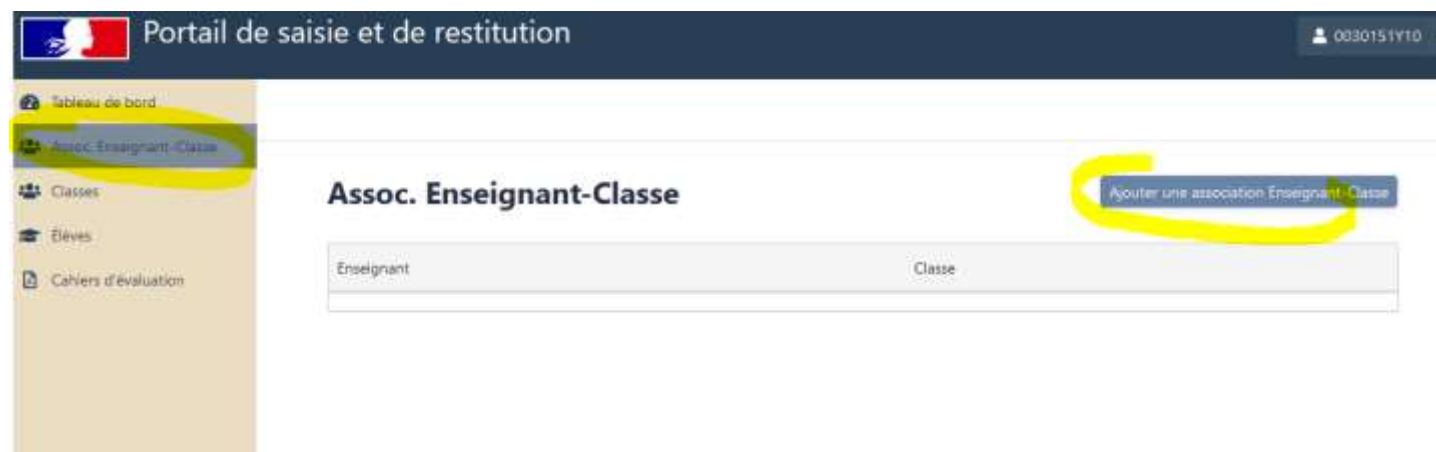 Portail de saisie et de restitution
0030151Y10
Tableau de bord
Assoc. Enseignant-Classe
Classes
Élèves
Cahiers d'évaluation
Assoc. Enseignant-Classe
Ajouter une association Enseignant-Classe
Enseignant Classe